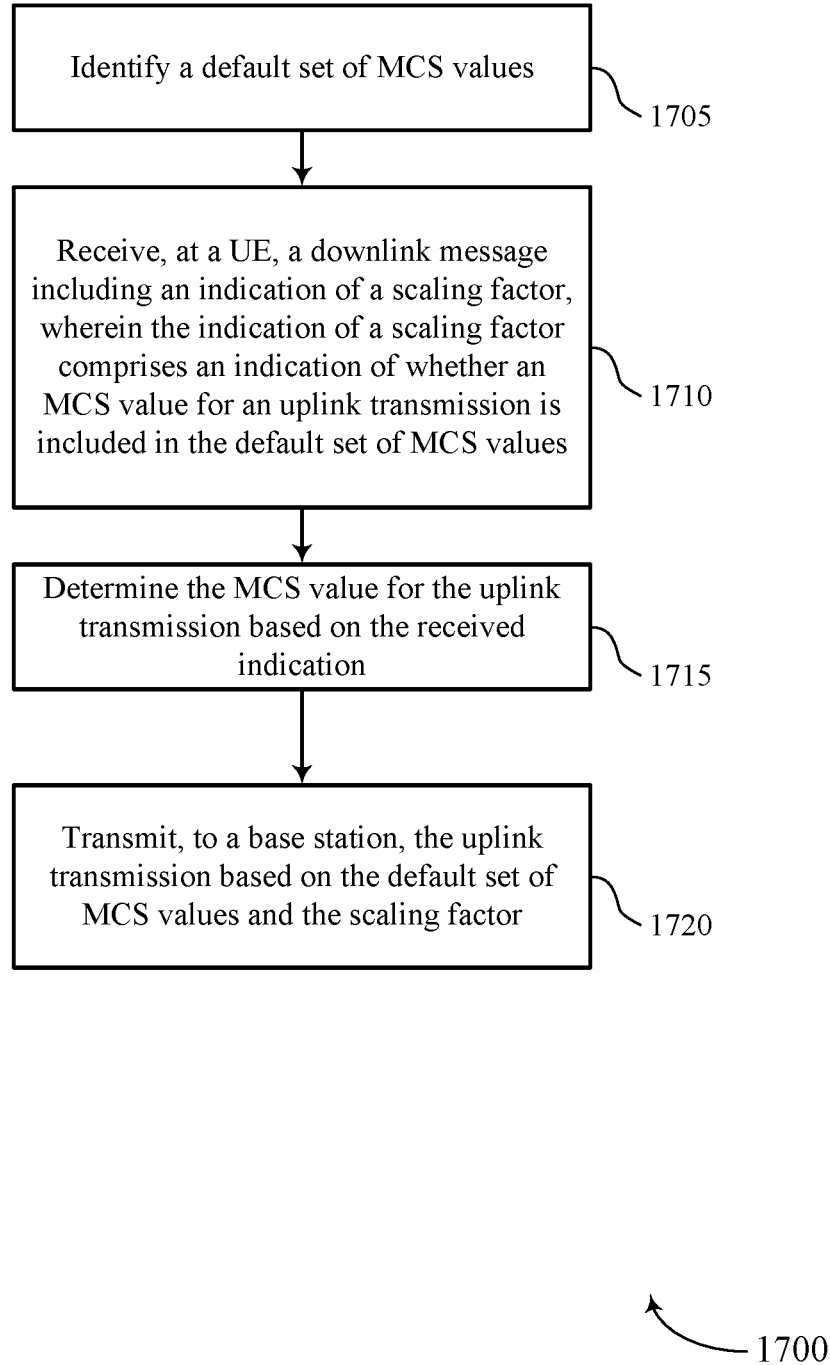 Identify a default set of MCS values
1705
Receive, at a UE, a downlink message
including an indication of a scaling factor,
wherein the indication of a scaling factor
comprises an indication of whether an
MCS value for an uplink transmission is
included in the default set of MCS values
1710
Determine the MCS value for the uplink
transmission based on the received
indication
1715
Transmit, to a base station, the uplink
transmission based on the default set of
MCS values and the scaling factor
1720
1700